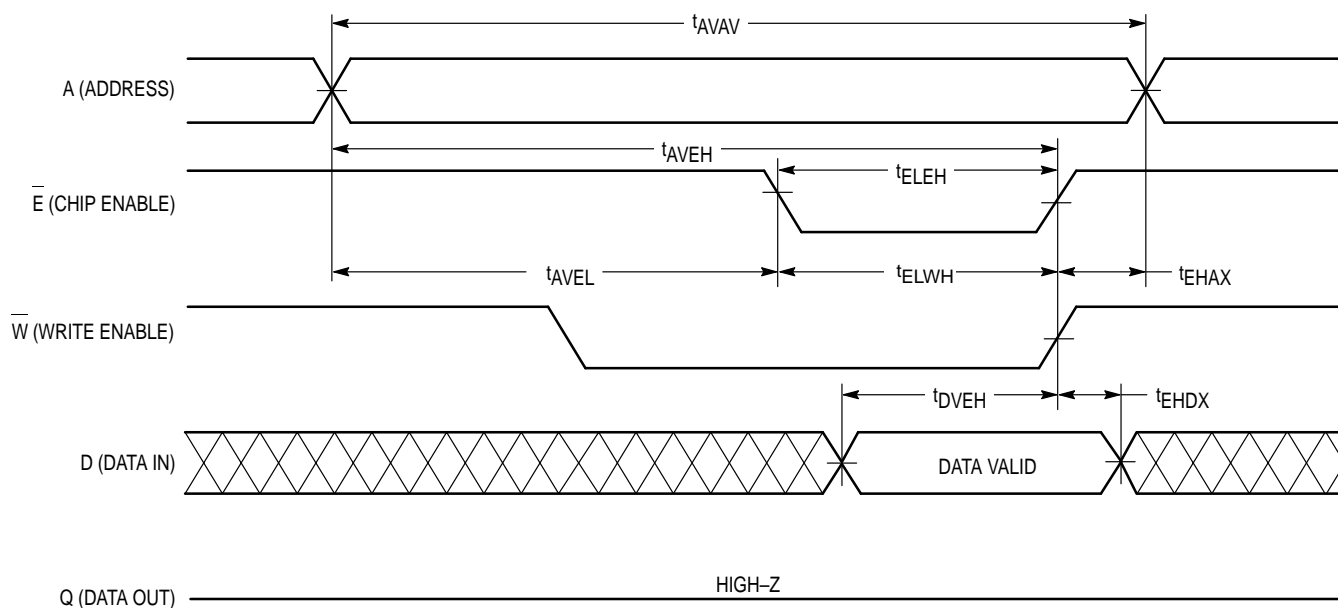 tAVAV
A (ADDRESS)
tAVEH
tELEH
E (CHIP ENABLE)
tAVEL
tELWH
tEHAX
W (WRITE ENABLE)
tDVEH
tEHDX
D (DATA IN)
DATA VALID
HIGH–Z
Q (DATA OUT)